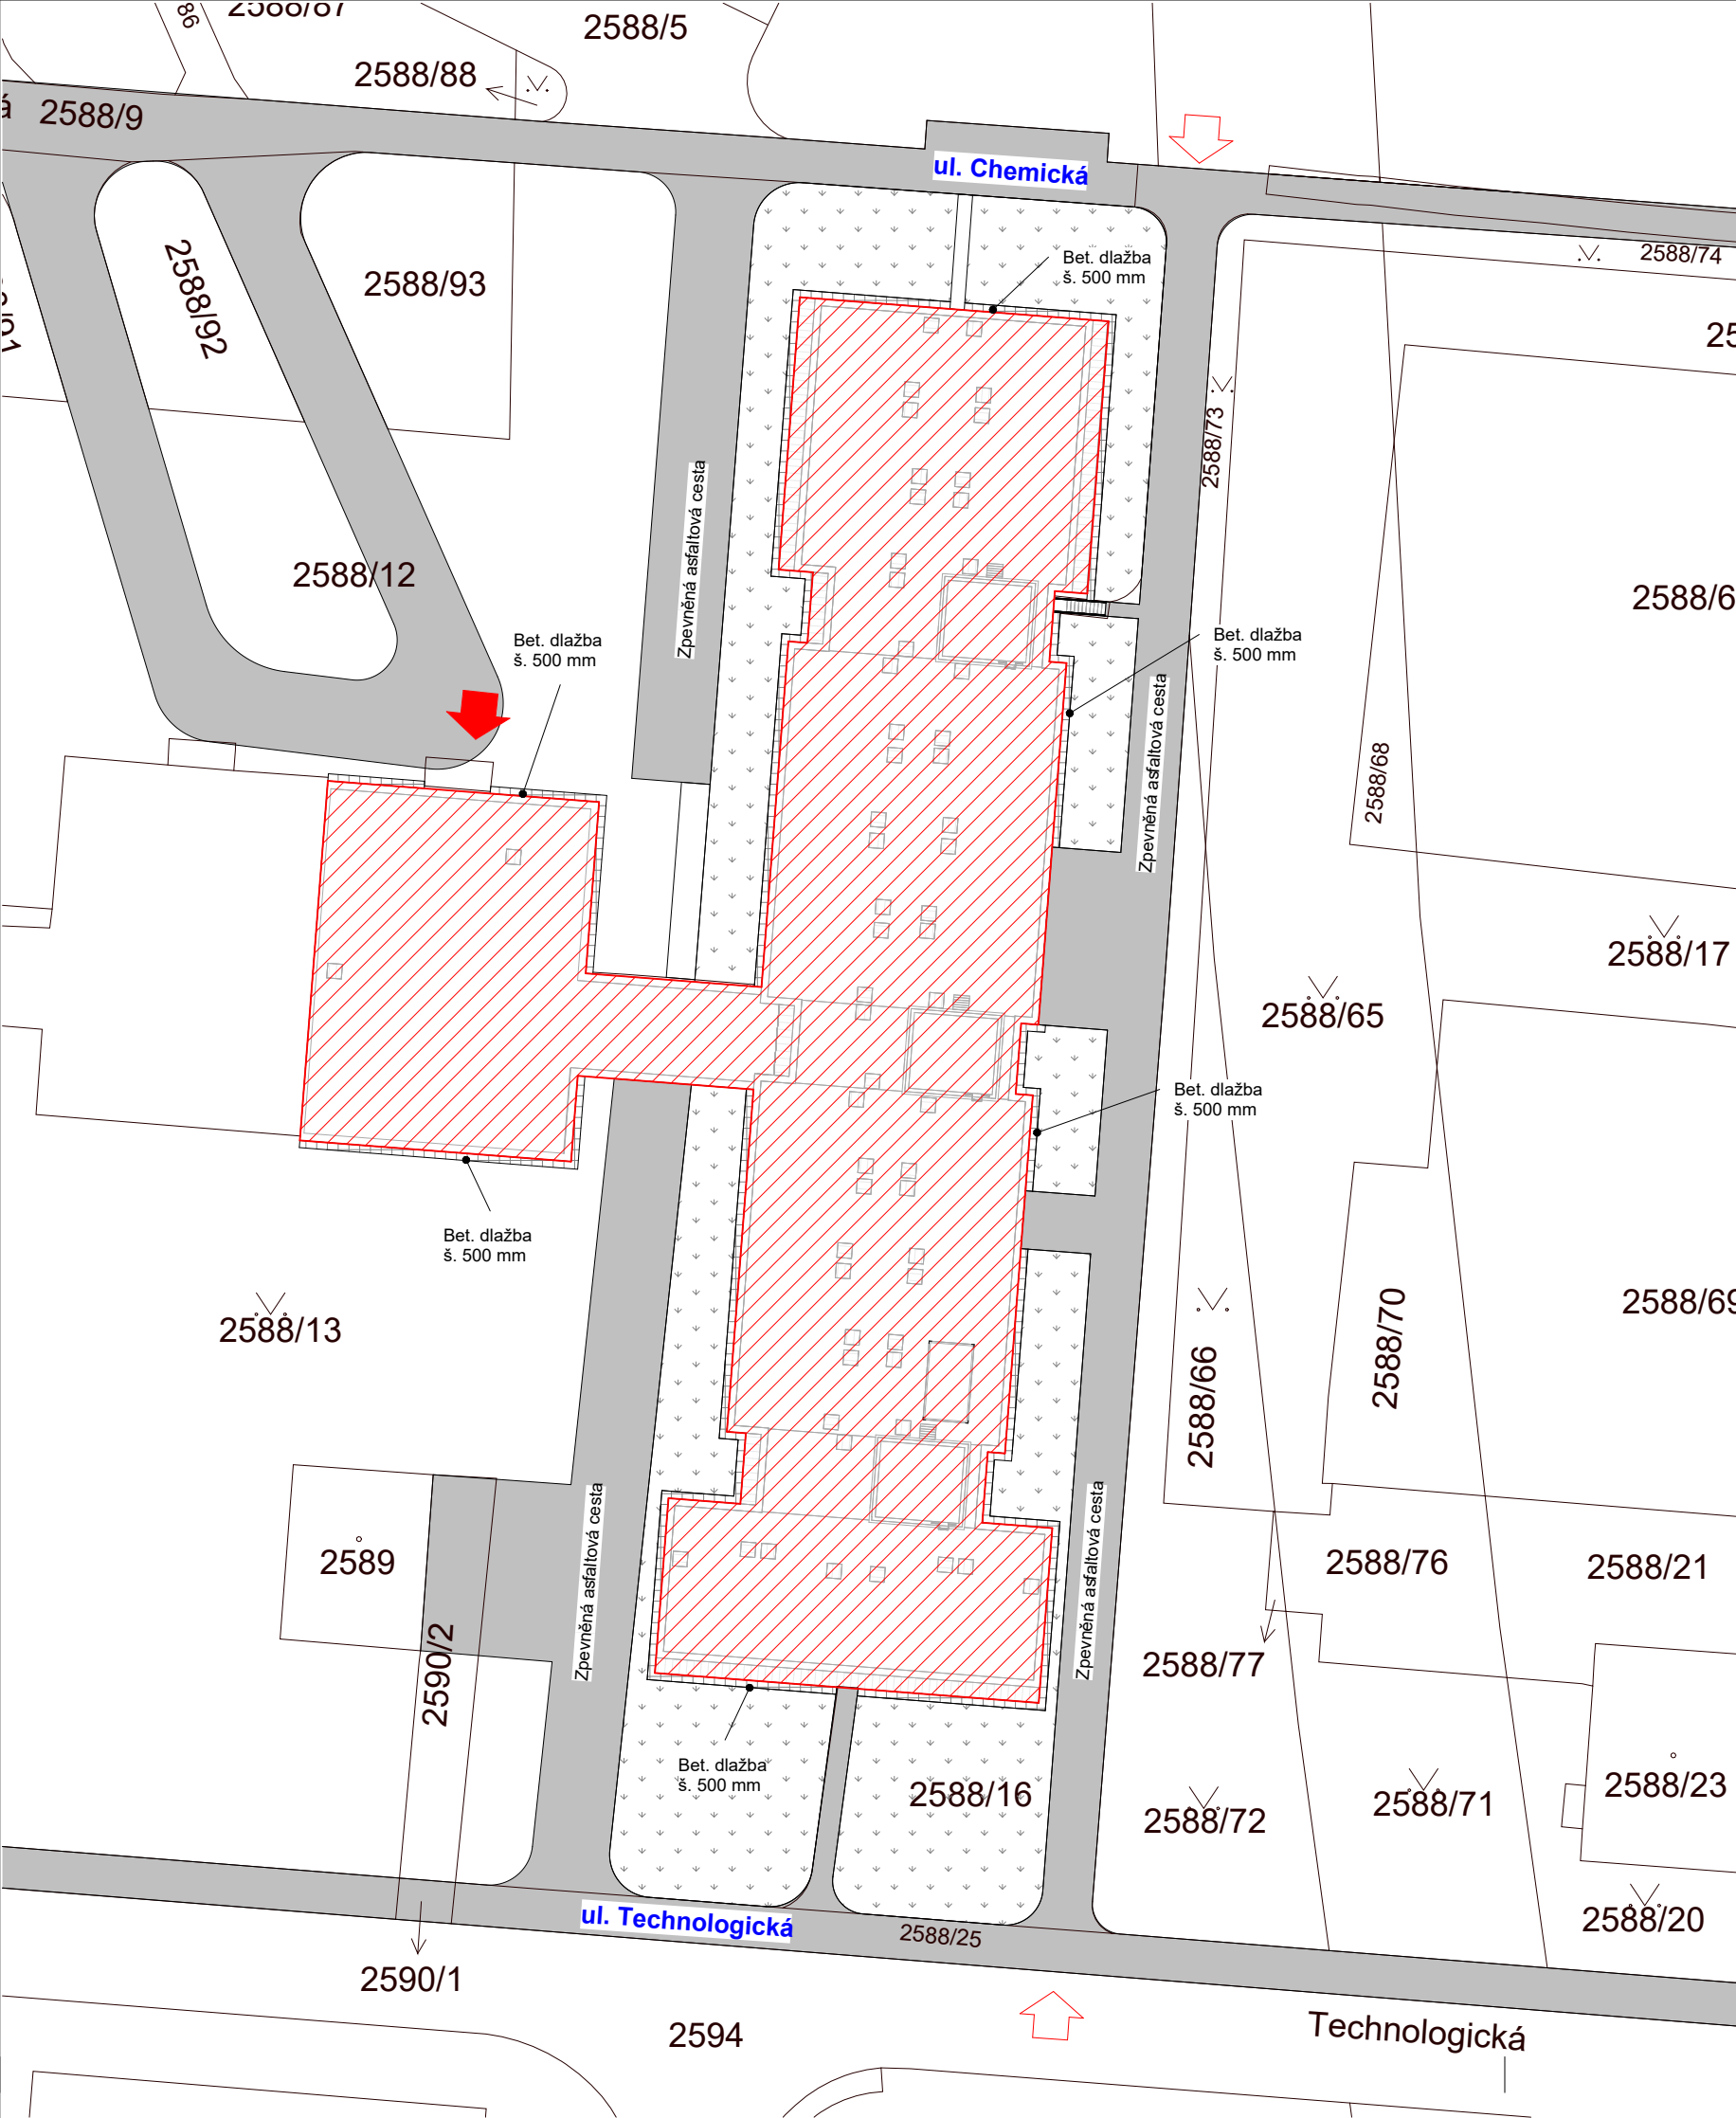 2588/5
2588/88
86
2588/9
ul. Chemická
2588/74
Bet. dlažba
š. 500 mm
2588/93
2588/92
2588/73
Zpevněná asfaltová cesta
2588/12
Bet. dlažba
š. 500 mm
Bet. dlažba
š. 500 mm
Zpevněná asfaltová cesta
2588/68
2588/17
2588/65
Bet. dlažba
š. 500 mm
Bet. dlažba
š. 500 mm
2588/13
2588/69
2588/70
2588/66
Zpevněná asfaltová cesta
Zpevněná asfaltová cesta
2589
2588/76
2588/21
2590/2
2588/77
Bet. dlažba
š. 500 mm
2588/16
2588/72
2588/71
2588/23
ul. Technologická
2588/25
2588/20
2590/1
2594
Technologická